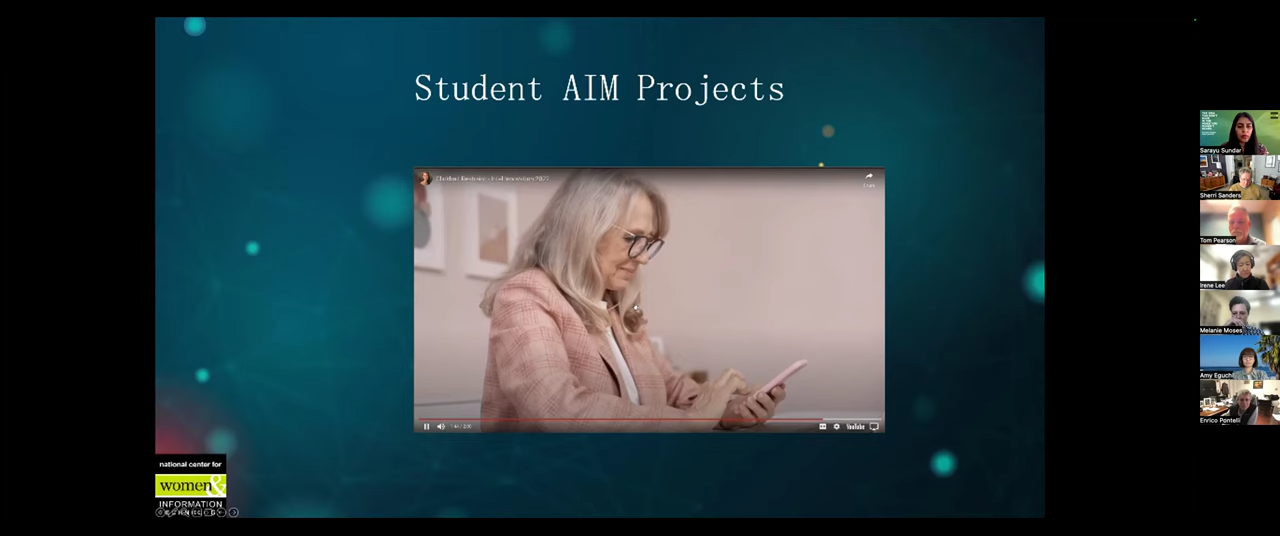 Student AIM Projects
YouTube
national center for
women&
INFORMATION
Sarayu Sundar
Sherri Sanders
Tom Pearson
Irene Lee
Melanie Moses
Amy Eguchi
Enrico Pontelli